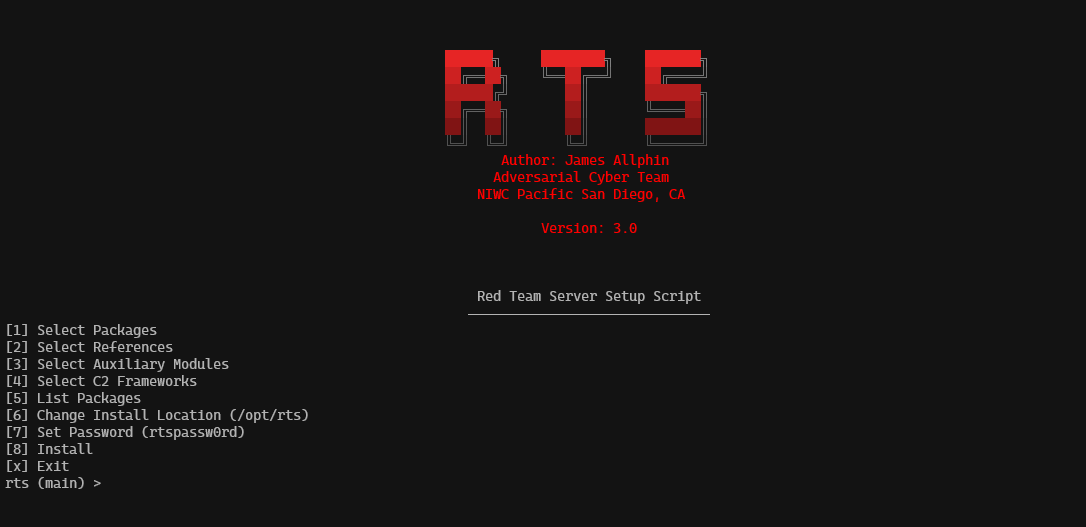 RTS
Author: James Allphin
Adversarial Cyber Team
NIWC Pacific San Diego, CA
Version: 3.0
Red Team Server Setup Script
[1] Select Packages
[2] Select References
[3] Select Auxiliary Modules
[4] Select C2 Frameworks
[5] List Packages
[6] Change Install Location (/opt/rts)
[7] Set Password (rtspassw0rd)
[8] Install
[x] Exit
rts (main) >